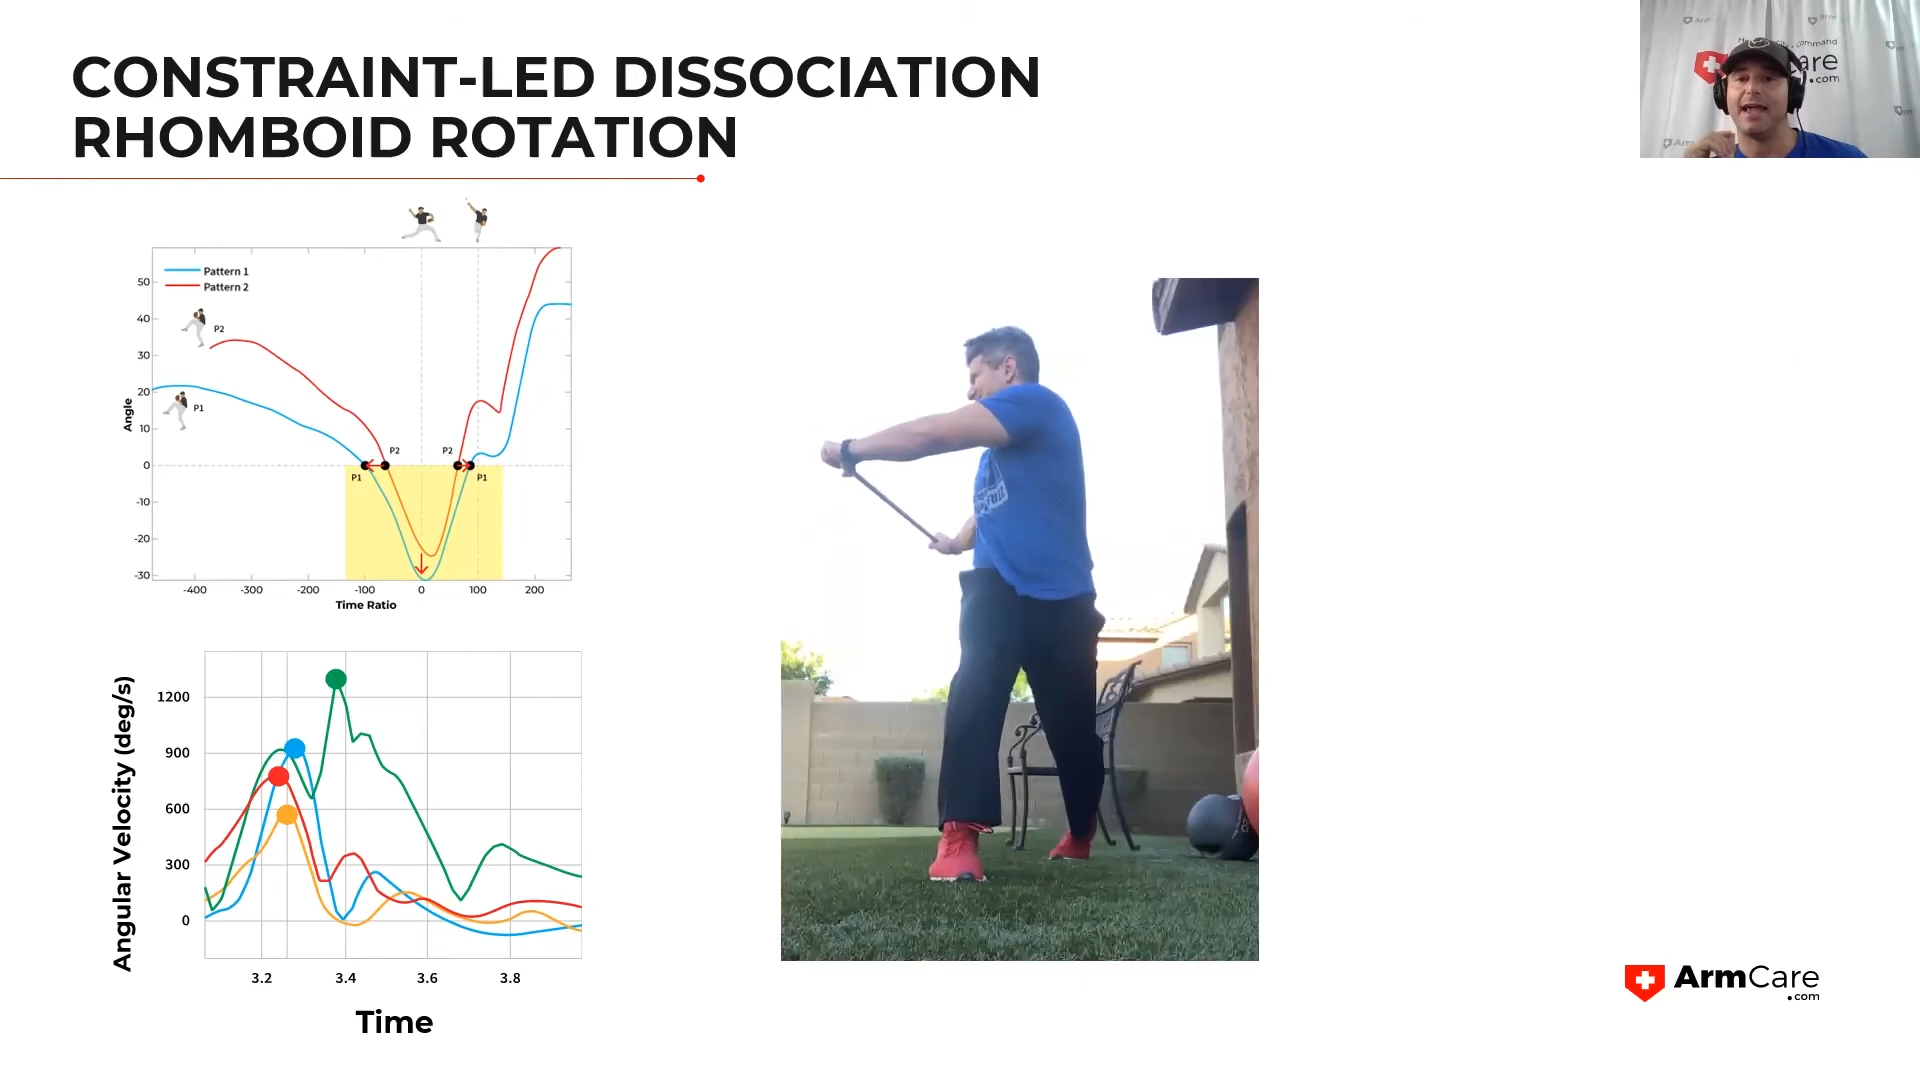 CONSTRAINT-LED DISSOCIATION
RHOMBOID ROTATION
Pattern 1
Pattern 2
50
40
30
20
10
0
-10
-20
-30
Angle
P2
P1
P2
P2
P1
P1
-400
-300
-200
-100
0
100
200
Time Ratio
Angular Velocity (deg/s)
1200
900
600
300
0
3.2
3.4
3.6
3.8
Time
ArmCare
.com